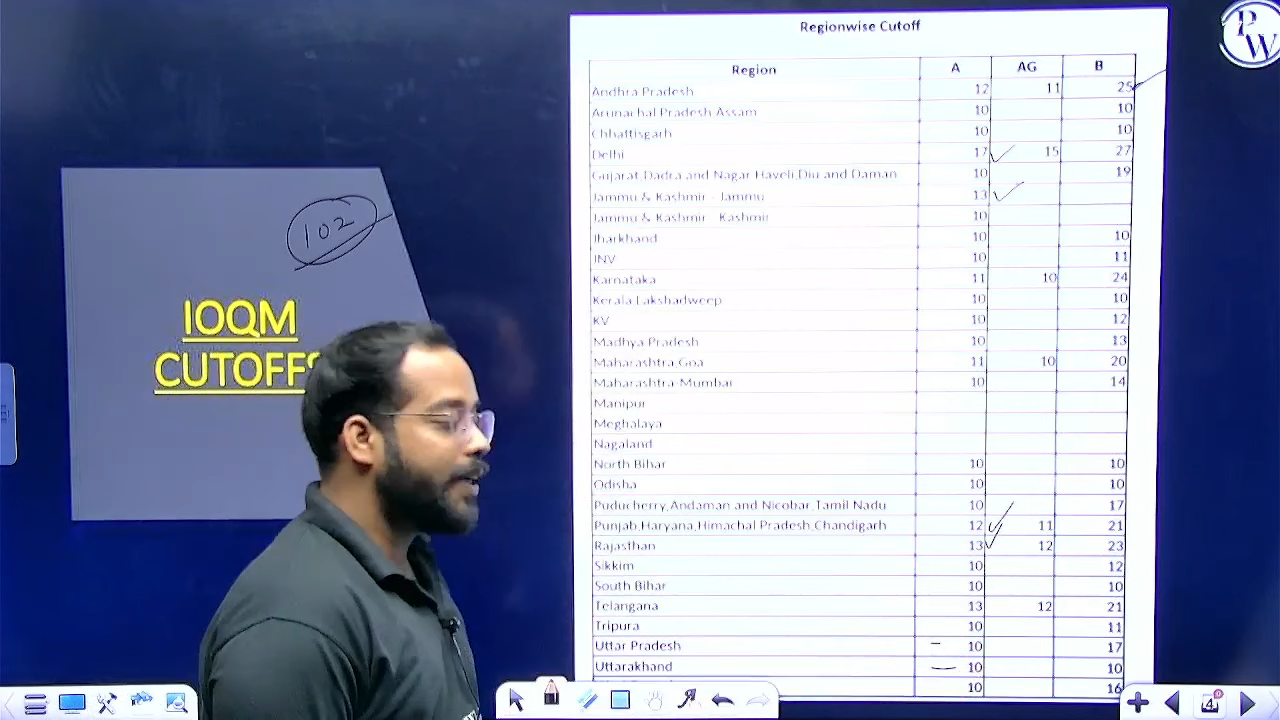 PW
Regionwise Cutoff
Region A AG B
Andhra Pradesh 12 11 25
Arunachal Pradesh Assam 10 10
Chhattisgarh 10 10
Delhi 17 15 27
Gujarat,Dadra and Nagar Haveli,Diu and Daman 10 19
Jammu & Kashmir - Jammu 13
Jammu & Kashmir - Kashmir 10
Jharkhand 10 10
JNV 10 11
Karnataka 11 10 24
Kerala Lakshadweep 10 10
KV 10 12
Madhya Pradesh 10 13
Maharashtra Goa 11 10 20
Maharashtra-Mumbai 10 14
Manipur
Meghalaya
Nagaland
North Bihar 10 10
Odisha 10 10
Puducherry,Andaman and Nicobar,Tamil Nadu 10 17
Punjab,Haryana,Himachal Pradesh,Chandigarh 12 11 21
Rajasthan 13 12 23
Sikkim 10 12
South Bihar 10 10
Telangana 13 12 21
Tripura 10 11
Uttar Pradesh 10 17
Uttarakhand 10 10
10 16
102
IOQM
CUTOFFS
4